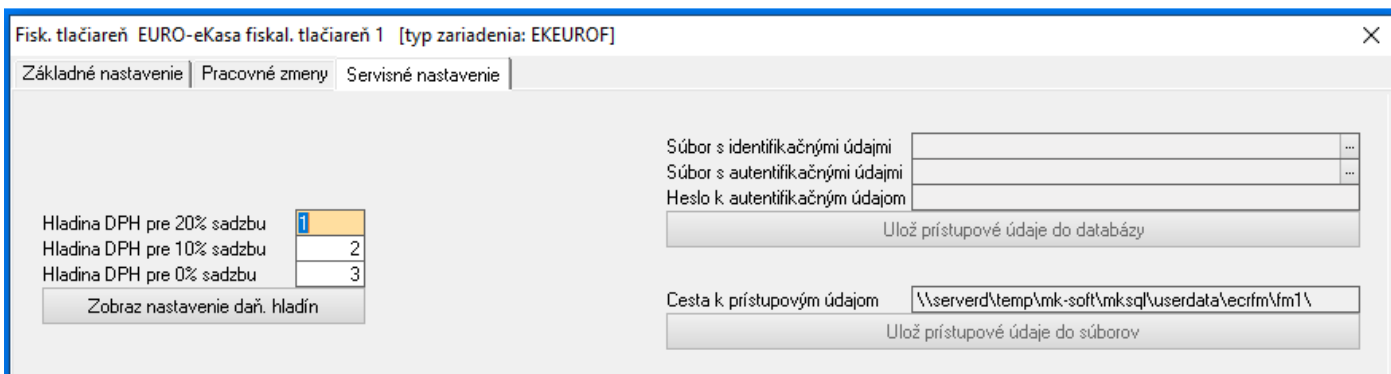 Fisk. tlačiareň EURO-eKasa fiskal. tlačiareň 1 [typ zariadenia: EKEUROF]
Základné nastavenie Pracovné zmeny Servisné nastavenie
Súbor s identifikačnými údajmi ...
Súbor s autentifikačnými údajmi ...
Heslo k autentifikačným údajom
Ulož prístupové údaje do databázy
Hladina DPH pre 20% sadzbu 1
Hladina DPH pre 10% sadzbu 2
Hladina DPH pre 0% sadzbu 3
Zobraz nastavenie daň. hladín
Cesta k prístupovým údajom \\serverd\temp\mk-soft\mksql\userdata\ecrfm\fm1\
Ulož prístupové údaje do súborov